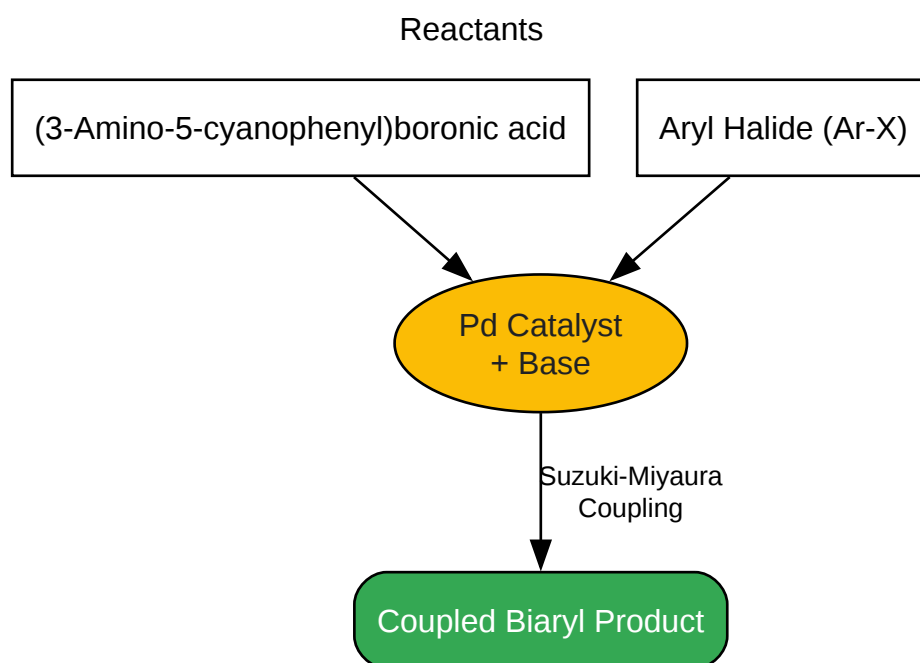 Reactants
(3-Amino-5-cyanophenyl)boronic acid
Aryl Halide (Ar-X)
Pd Catalyst
+ Base
Suzuki-Miyaura
Coupling
Coupled Biaryl Product